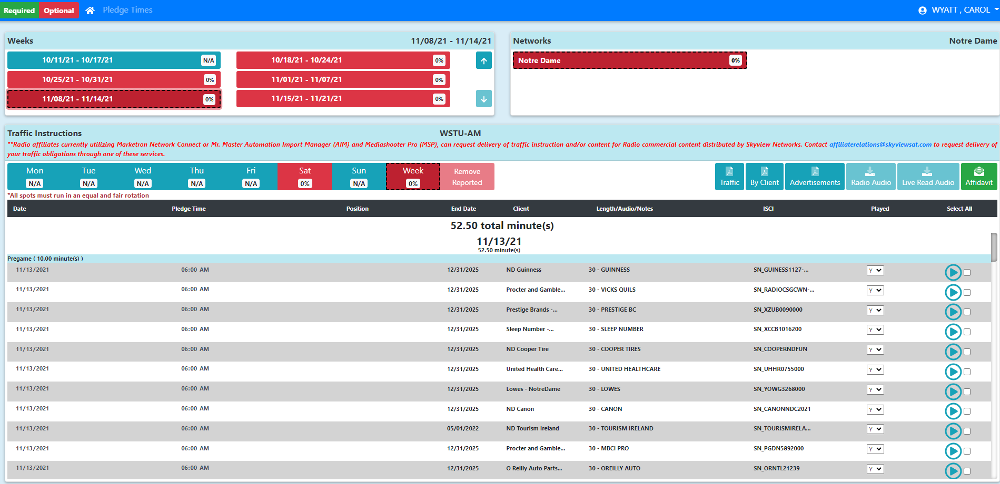 Required Optional Pledge Times WYATT , CAROL
Weeks 11/08/21 - 11/14/21
10/11/21 - 10/17/21 N/A 10/18/21 - 10/24/21 0%
10/25/21 - 10/31/21 0% 11/01/21 - 11/07/21 0%
11/08/21 - 11/14/21 0% 11/15/21 - 11/21/21 0%
Networks Notre Dame
Notre Dame 0%
Traffic Instructions WSTU-AM
**Radio affiliates currently utilizing Marketron Network Connect or Mr. Master Automation Import Manager (AIM) and Mediashooter Pro (MSP), can request delivery of traffic instruction and/or content for Radio commercial content distributed by Skyview Networks. Contact affiliaterelations@skyviewsat.com to request delivery of
your traffic obligations through one of these services.
Mon Tue Wed Thu Fri Sat Sun Week Remove
N/A N/A N/A N/A N/A 0% N/A 0% Reported
Traffic By Client Advertisements Radio Audio Live Read Audio Affidavit
*All spots must run in an equal and fair rotation
Date Pledge Time Position End Date Client Length/Audio/Notes ISCI Played Select All
52.50 total minute(s)
11/13/21
52.50 minute(s)
Pregame ( 10.00 minute(s) )
11/13/2021 06:00 AM 12/31/2025 ND Guinness 30 - GUINNESS SN_GUINESS1127-... Y
11/13/2021 06:00 AM 12/31/2025 Procter and Gamble... 30 - VICKS QUILS SN_RADIOCSGCWN-... Y
11/13/2021 06:00 AM 12/31/2025 Prestige Brands -... 30 - PRESTIGE BC SN_XZUB0090000 Y
11/13/2021 06:00 AM 12/31/2025 Sleep Number -... 30 - SLEEP NUMBER SN_XCCB1016200 Y
11/13/2021 06:00 AM 12/31/2025 ND Cooper Tire 30 - COOPER TIRES SN_COOPERNDFUN Y
11/13/2021 06:00 AM 12/31/2025 United Health Care... 30 - UNITED HEALTHCARE SN_UHHR0755000 Y
11/13/2021 06:00 AM 12/31/2025 Lowes - NotreDame 30 - LOWES SN_YOWG3268000 Y
11/13/2021 06:00 AM 12/31/2025 ND Canon 30 - CANON SN_CANONNDC2021 Y
11/13/2021 06:00 AM 05/01/2022 ND Tourism Ireland 30 - TOURISM IRELAND SN_TOURISMIRELA... Y
11/13/2021 06:00 AM 12/31/2025 Procter and Gamble... 30 - MBCI PRO SN_PGDN5892000 Y
11/13/2021 06:00 AM 12/31/2025 O Reilly Auto Parts... 30 - OREILLY AUTO SN_ORNTL21239 Y